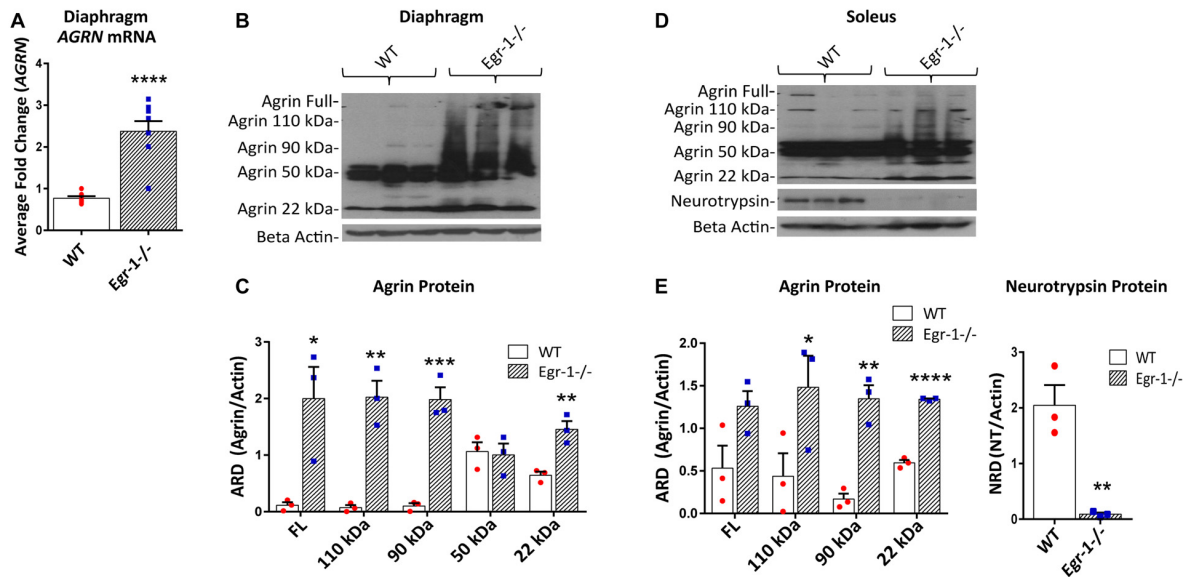 A
Diaphragm
AGRN mRNA
****
Average Fold Change (AGRN)
4
3
2
1
0
WT
Egr-1-/-
B
Diaphragm
WT
Egr-1-/-
Agrin Full-
Agrin 110 kDa-
Agrin 90 kDa-
Agrin 50 kDa-
Agrin 22 kDa-
Beta Actin-
C
Agrin Protein
WT
Egr-1-/-
ARD (Agrin/Actin)
3
2
1
0
*
**
***
**
FL
110 kDa
90 kDa
50 kDa
22 kDa
D
Soleus
WT
Egr-1-/-
Agrin Full-
Agrin 110 kDa-
Agrin 90 kDa-
Agrin 50 kDa-
Agrin 22 kDa-
Neurotrypsin-
Beta Actin-
E
Agrin Protein
WT
Egr-1-/-
ARD (Agrin/Actin)
2.0
1.5
1.0
0.5
0.0
*
**
****
FL
110 kDa
90 kDa
22 kDa
Neurotrypsin Protein
WT
Egr-1-/-
NRD (NT/Actin)
3
2
1
0
**
WT
Egr-1-/-